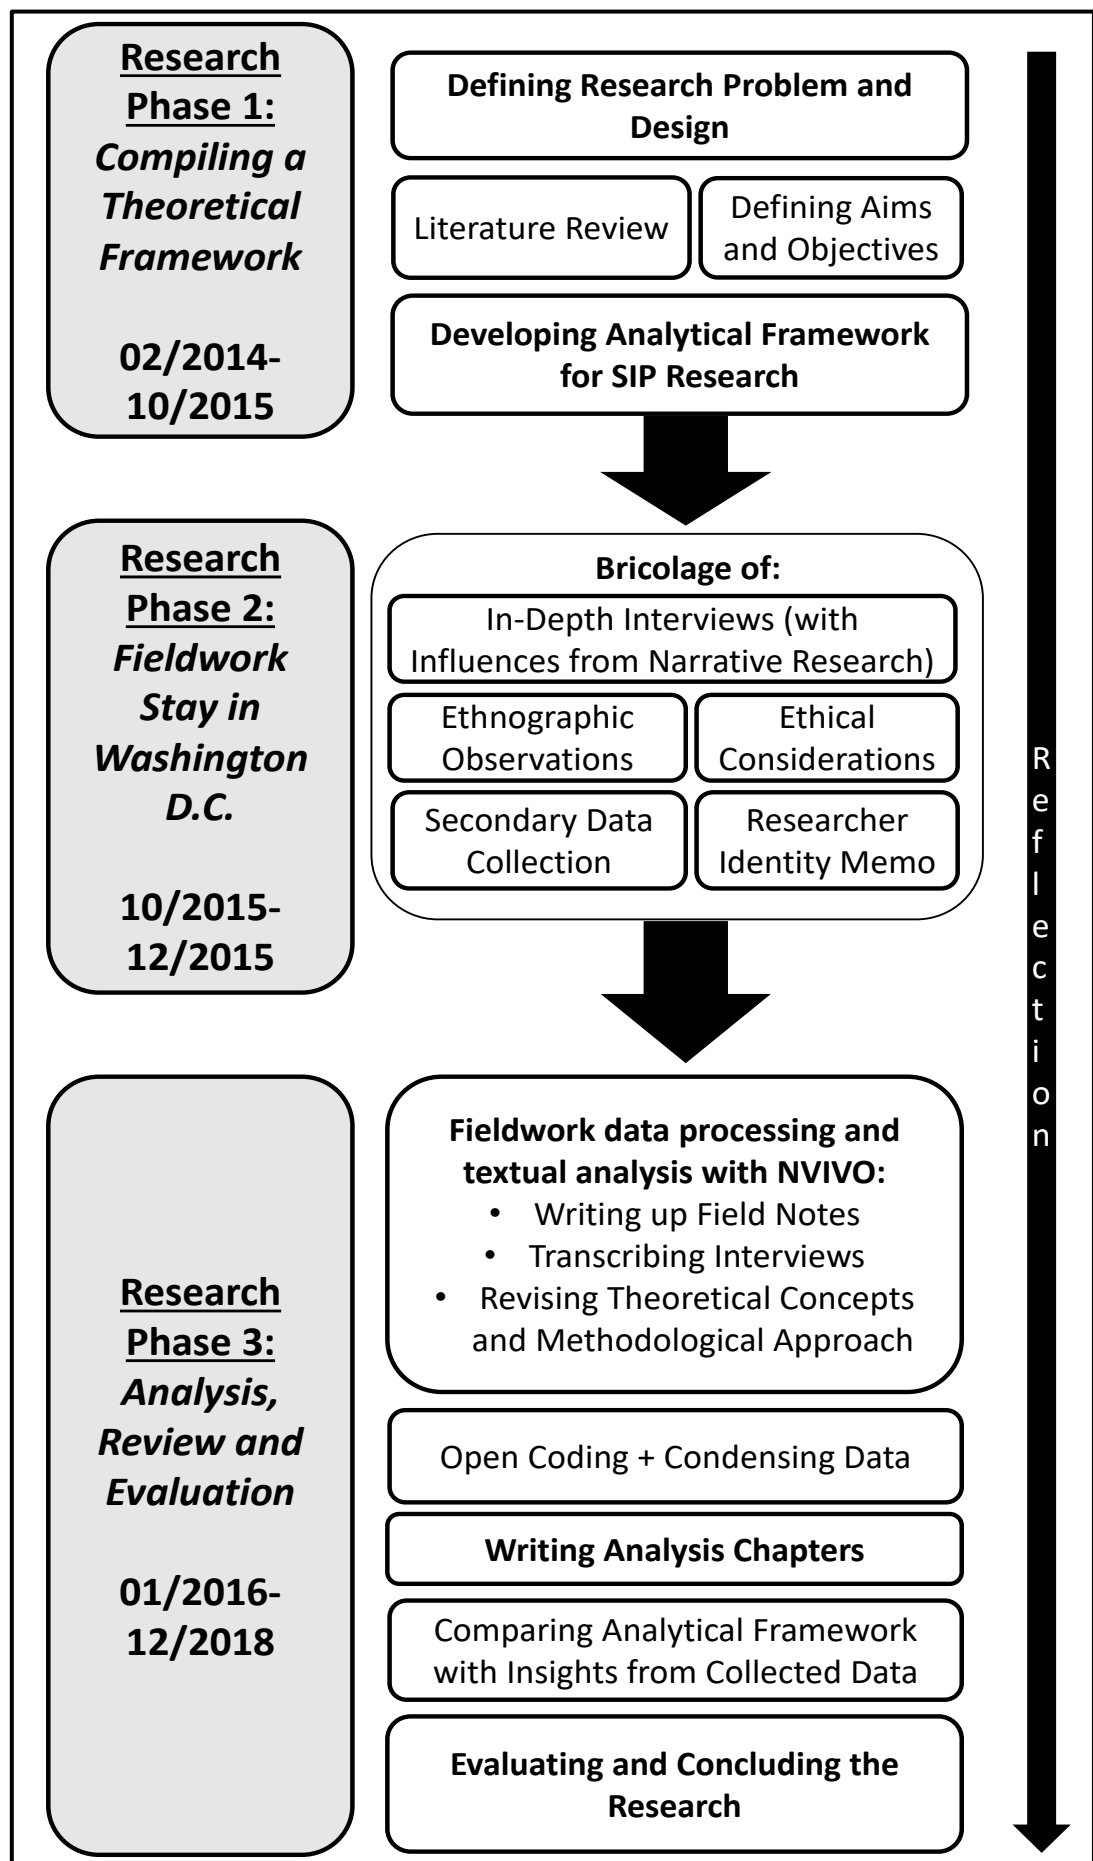 Research
Phase 1:
Compiling a
Theoretical
Framework
02/2014-
10/2015
Defining Research Problem and
Design
Literature Review
Defining Aims
and Objectives
Developing Analytical Framework
for SIP Research
Research
Phase 2:
Fieldwork
Stay in
Washington
D.C.
10/2015-
12/2015
Bricolage of:
In-Depth Interviews (with
Influences from Narrative Research)
Ethnographic
Observations
Ethical
Considerations
Secondary Data
Collection
Researcher
Identity Memo
Research
Phase 3:
Analysis,
Review and
Evaluation
01/2016-
12/2018
Fieldwork data processing and
textual analysis with NVIVO:
• Writing up Field Notes
• Transcribing Interviews
• Revising Theoretical Concepts
and Methodological Approach
Open Coding + Condensing Data
Writing Analysis Chapters
Comparing Analytical Framework
with Insights from Collected Data
Evaluating and Concluding the
Research
Reflection